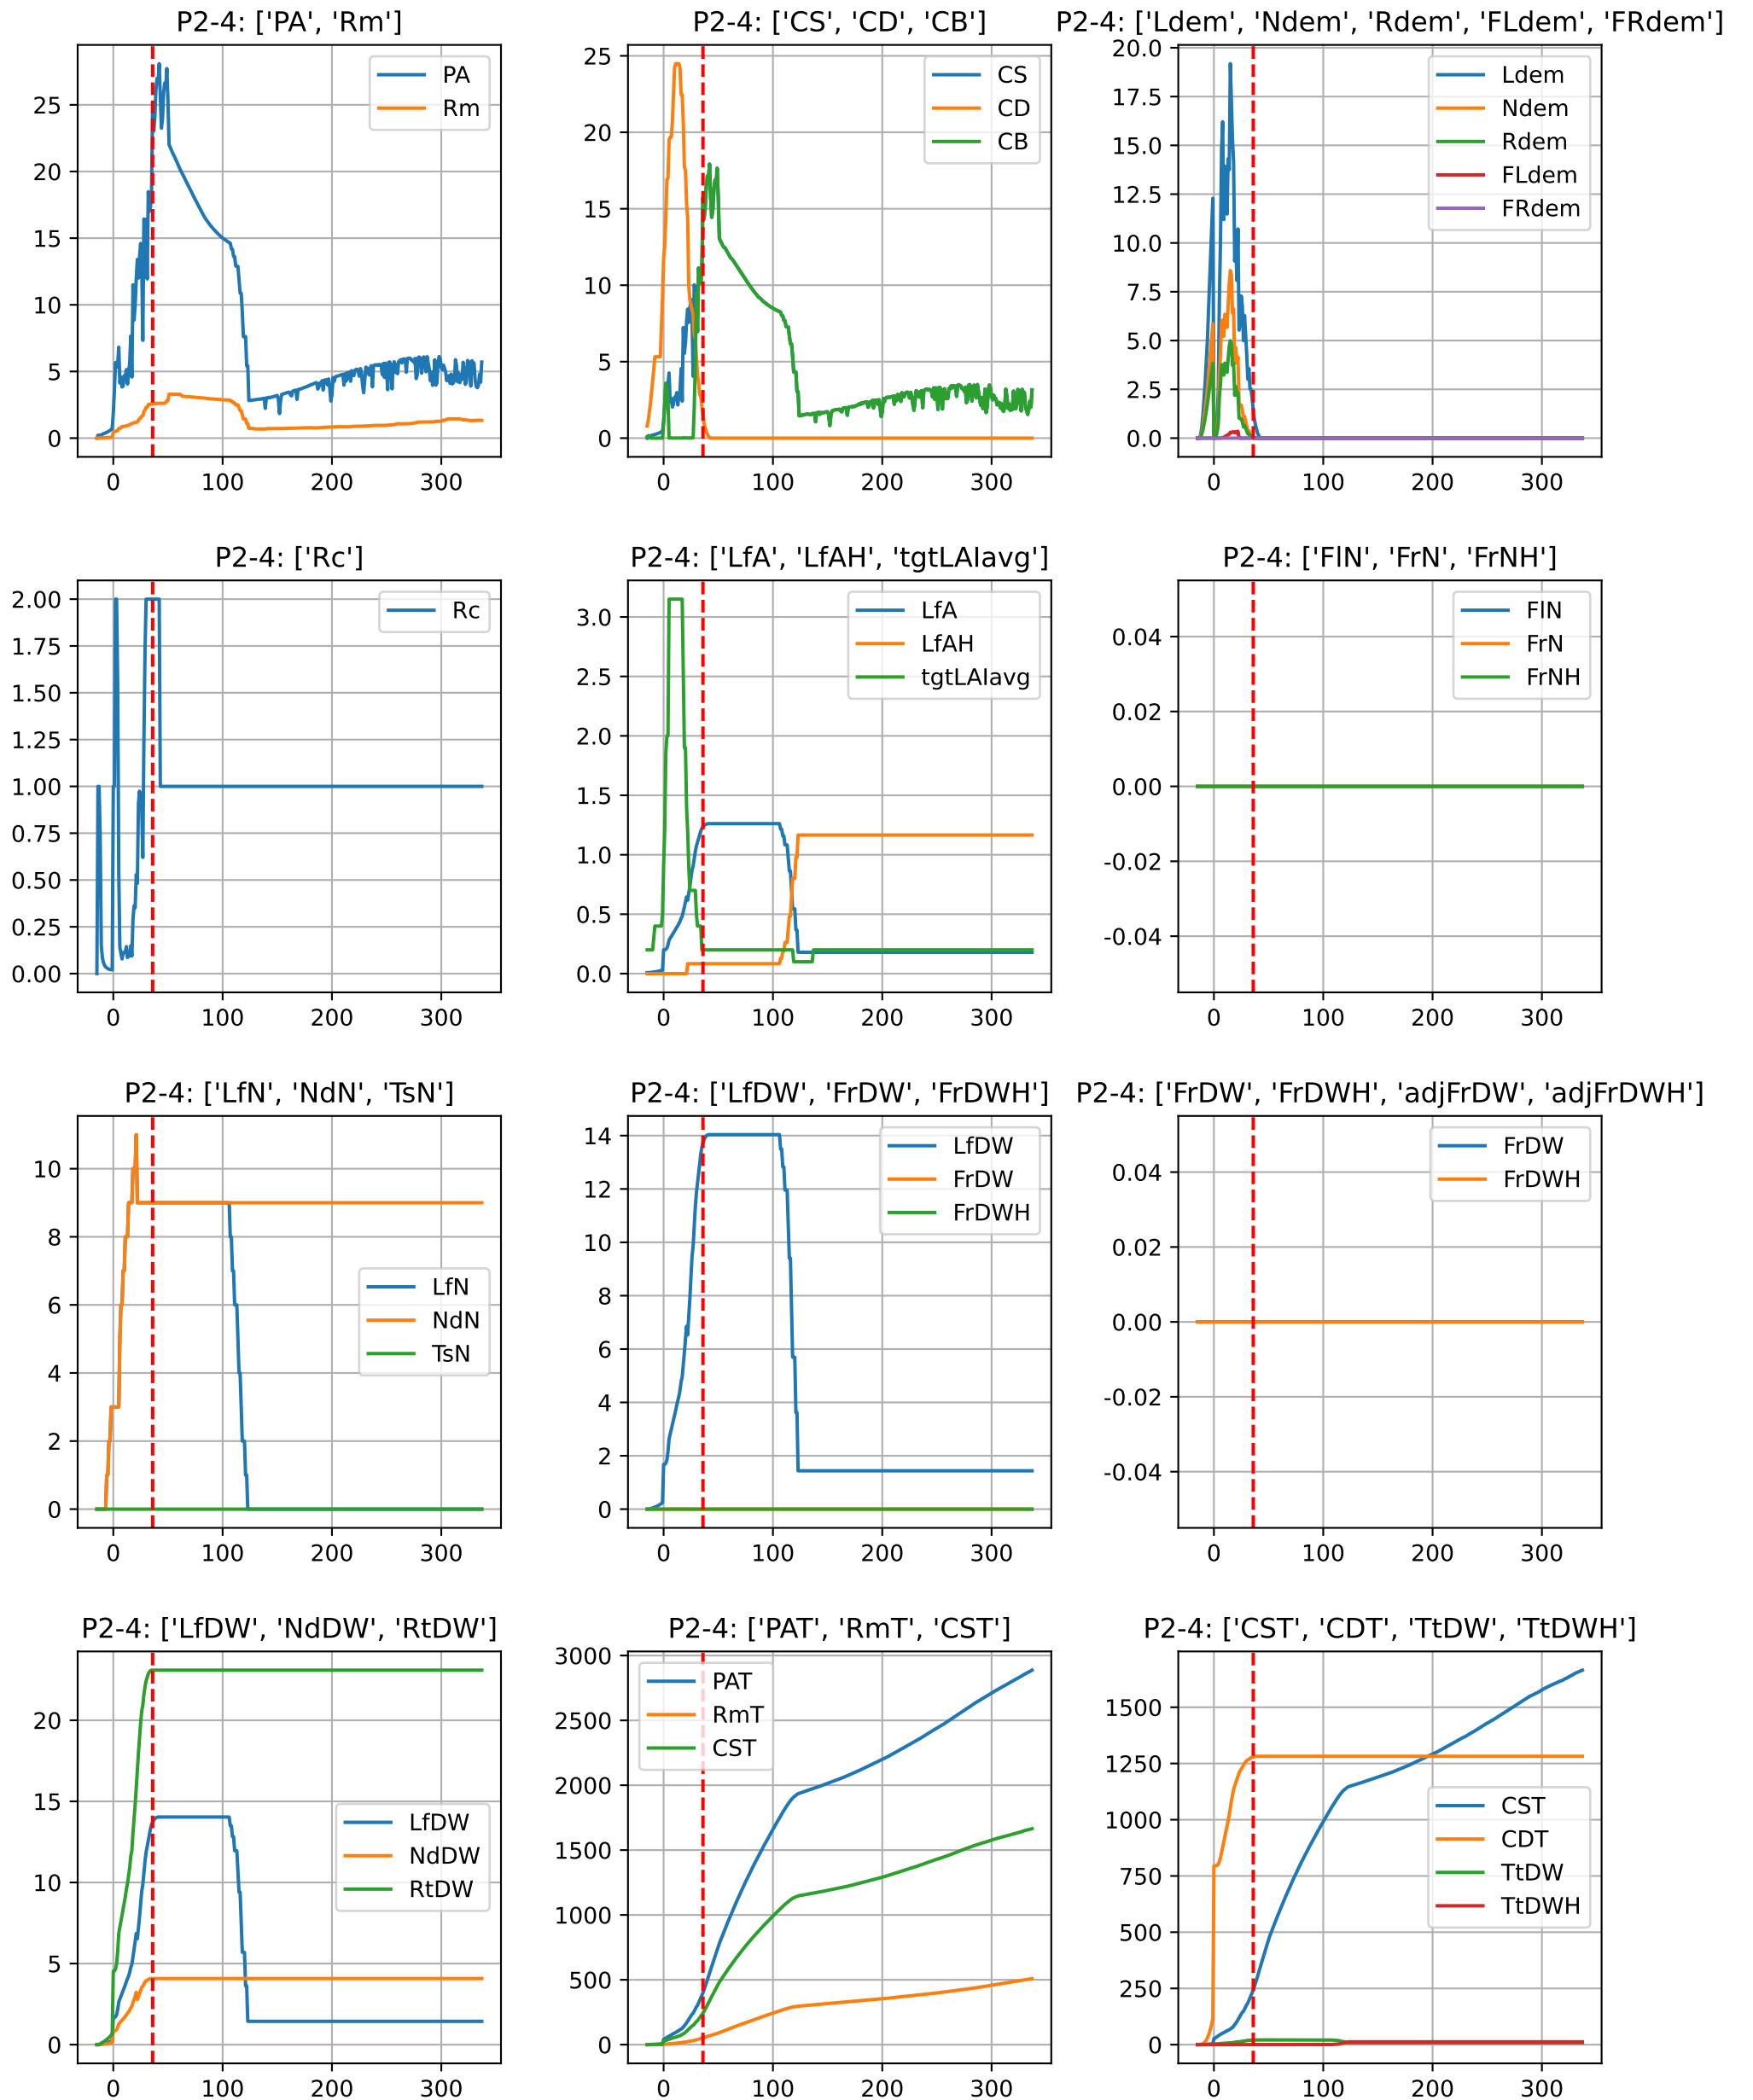 P2-4: ['PA', 'Rm']
25
20
15
10
5
0
0 100 200 300
PA
Rm
P2-4: ['CS', 'CD', 'CB']
25
20
15
10
5
0
0 100 200 300
CS
CD
CB
P2-4: ['Ldem', 'Ndem', 'Rdem', 'FLdem', 'FRdem']
20.0
17.5
15.0
12.5
10.0
7.5
5.0
2.5
0.0
0 100 200 300
Ldem
Ndem
Rdem
FLdem
FRdem
P2-4: ['Rc']
2.00
1.75
1.50
1.25
1.00
0.75
0.50
0.25
0.00
0 100 200 300
Rc
P2-4: ['LfA', 'LfAH', 'tgtLAIavg']
3.0
2.5
2.0
1.5
1.0
0.5
0.0
0 100 200 300
LfA
LfAH
tgtLAIavg
P2-4: ['FlN', 'FrN', 'FrNH']
0.04
0.02
0.00
-0.02
-0.04
0 100 200 300
FlN
FrN
FrNH
P2-4: ['LfN', 'NdN', 'TsN']
10
8
6
4
2
0
0 100 200 300
LfN
NdN
TsN
P2-4: ['LfDW', 'FrDW', 'FrDWH']
14
12
10
8
6
4
2
0
0 100 200 300
LfDW
FrDW
FrDWH
P2-4: ['FrDW', 'FrDWH', 'adjFrDW', 'adjFrDWH']
0.04
0.02
0.00
-0.02
-0.04
0 100 200 300
FrDW
FrDWH
P2-4: ['LfDW', 'NdDW', 'RtDW']
20
15
10
5
0
0 100 200 300
LfDW
NdDW
RtDW
P2-4: ['PAT', 'RmT', 'CST']
3000
2500
2000
1500
1000
500
0
0 100 200 300
PAT
RmT
CST
P2-4: ['CST', 'CDT', 'TtDW', 'TtDWH']
1500
1250
1000
750
500
250
0
0 100 200 300
CST
CDT
TtDW
TtDWH